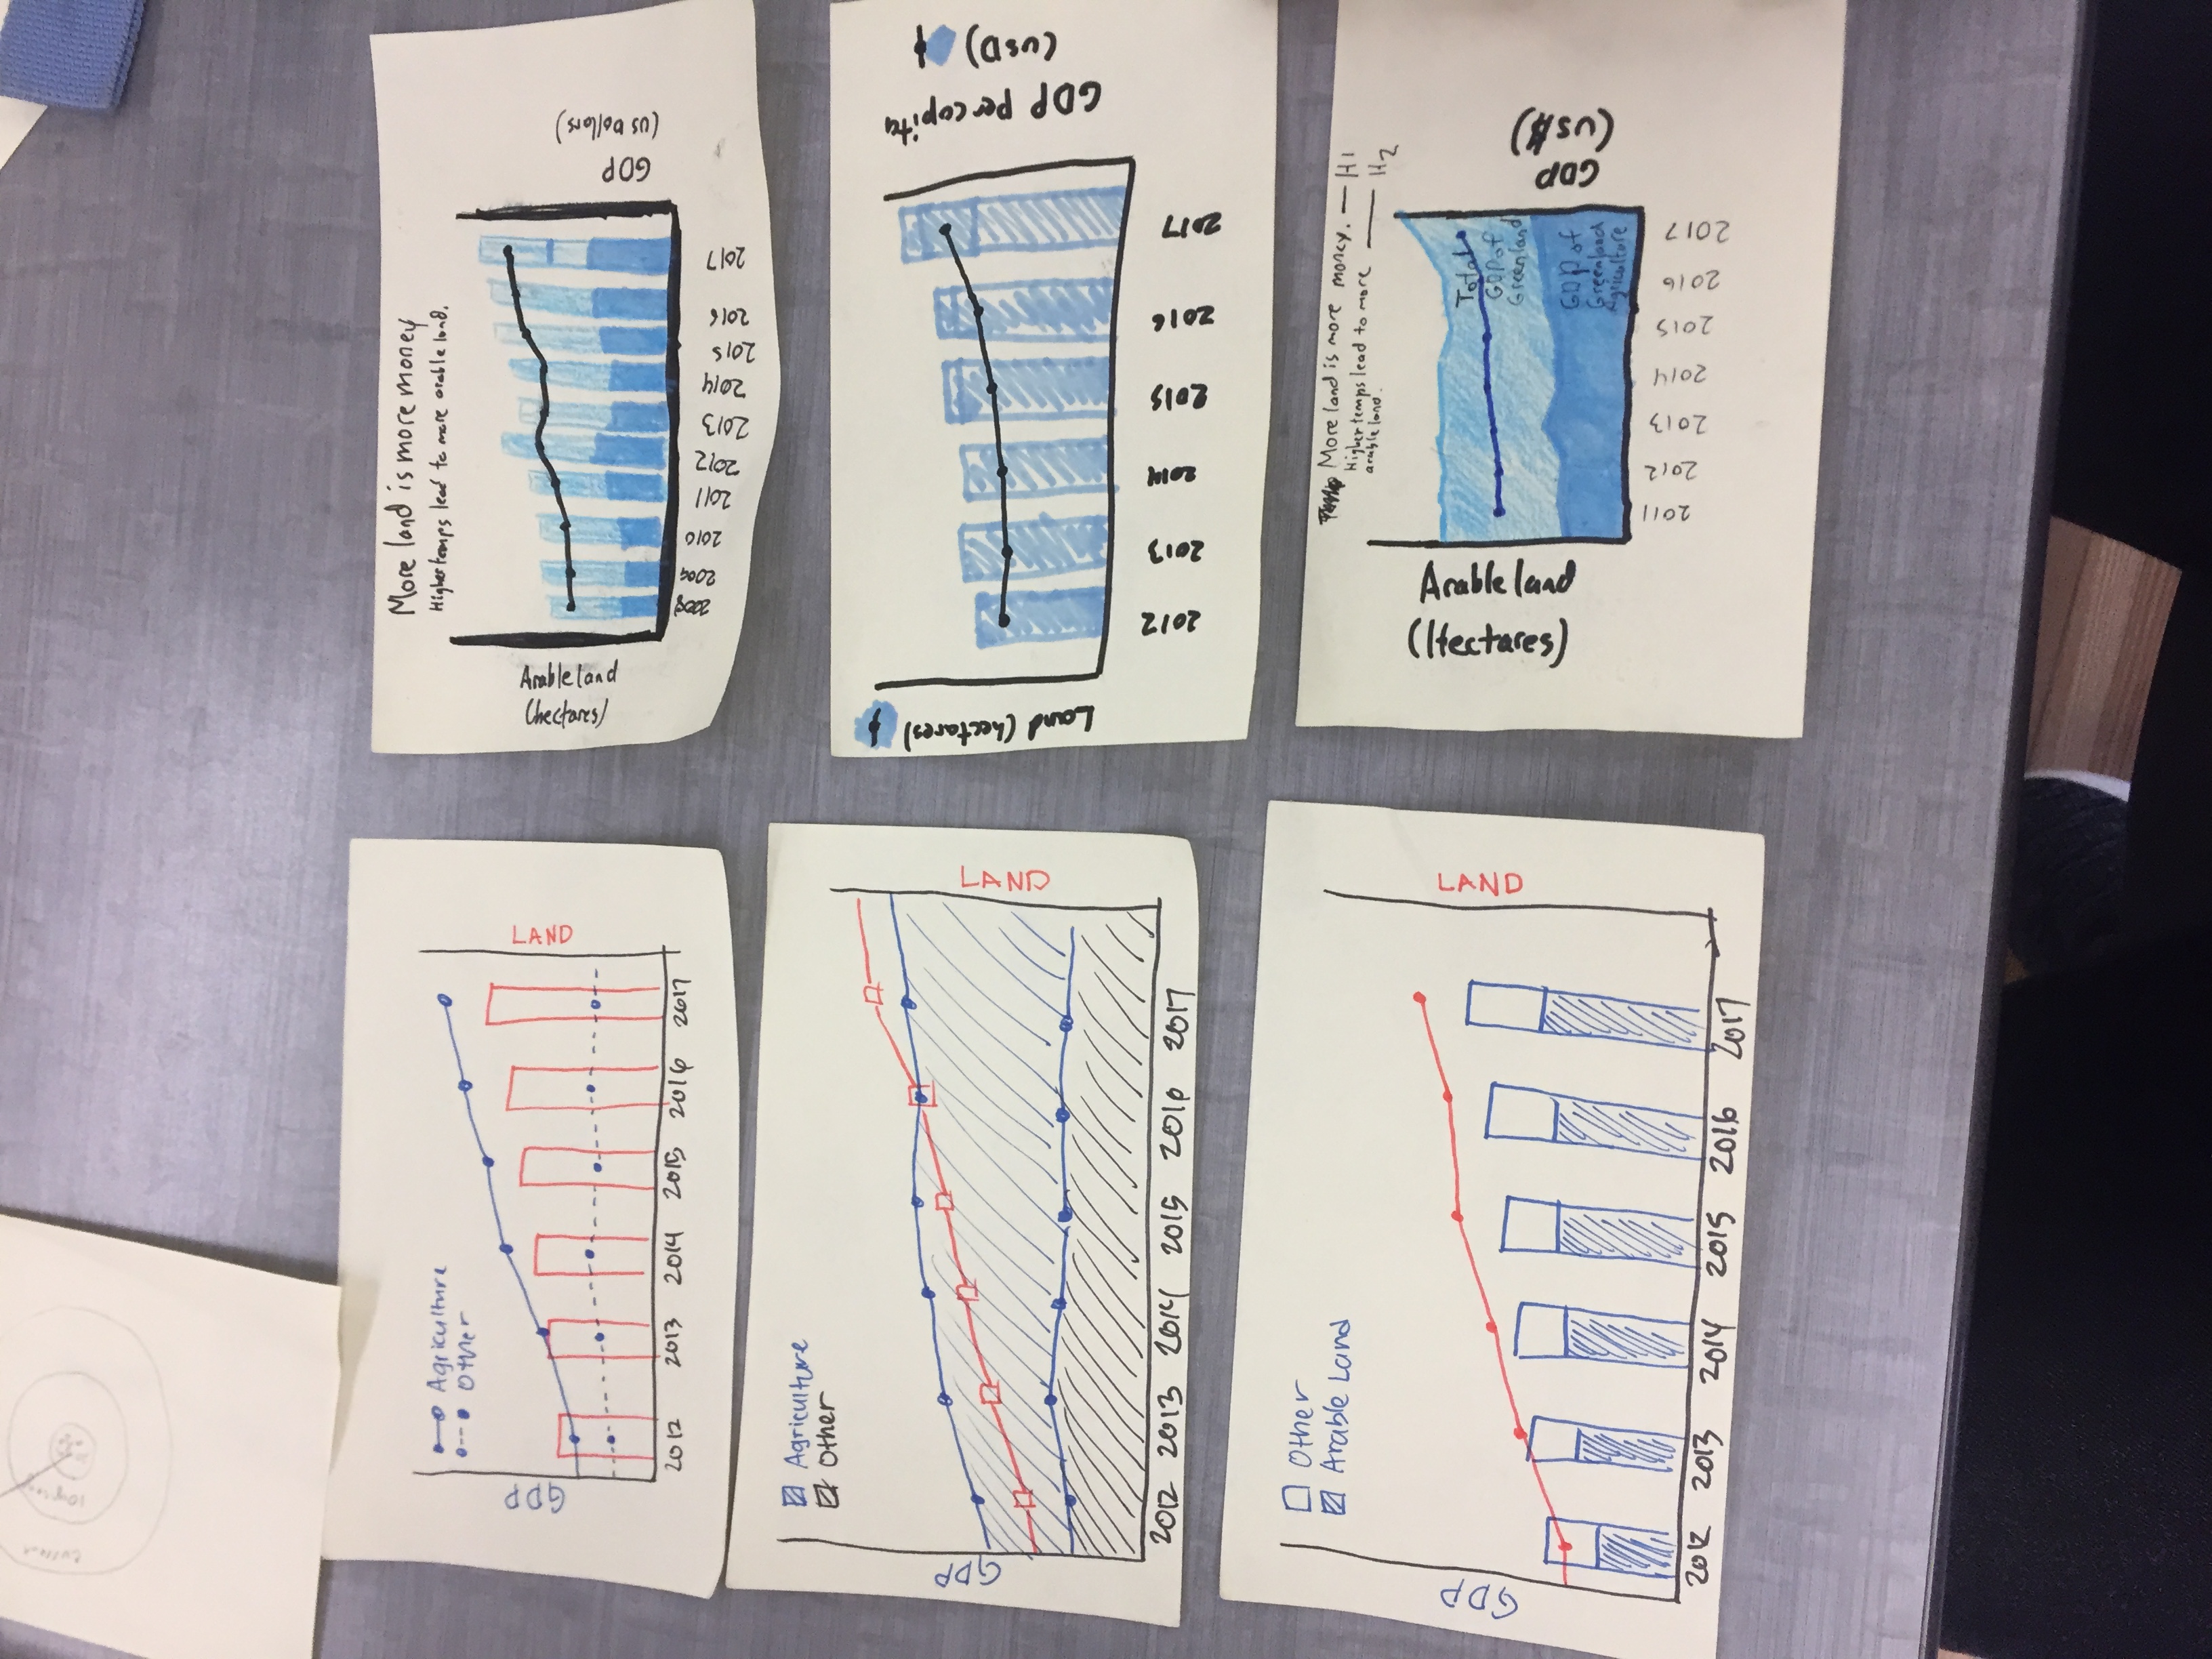 current
10 yrs
Agriculture
Other
GDP
LAND
2012 2013 2014 2015 2016 2017
More land is more money
Higher temps lead to more arable land.
Arable land
(hectares)
GDP
(us Dollars)
2008 2009 2010 2011 2012 2013 2014 2015 2016 2017
Agriculture
Other
GDP
LAND
2012 2013 2014 2015 2016 2017
Land (hectares)
GDP per capita
(USD)
2012 2013 2014 2015 2016 2017
Other
Arable Land
GDP
LAND
2012 2013 2014 2015 2016 2017
More land is more money. — H1
Higher temps lead to more — H2
arable land.
Arable land
(Hectares)
Total
GDP of
Greenland
GDP of
Greenland
Agriculture
GDP
(US$)
2011 2012 2013 2014 2015 2016 2017